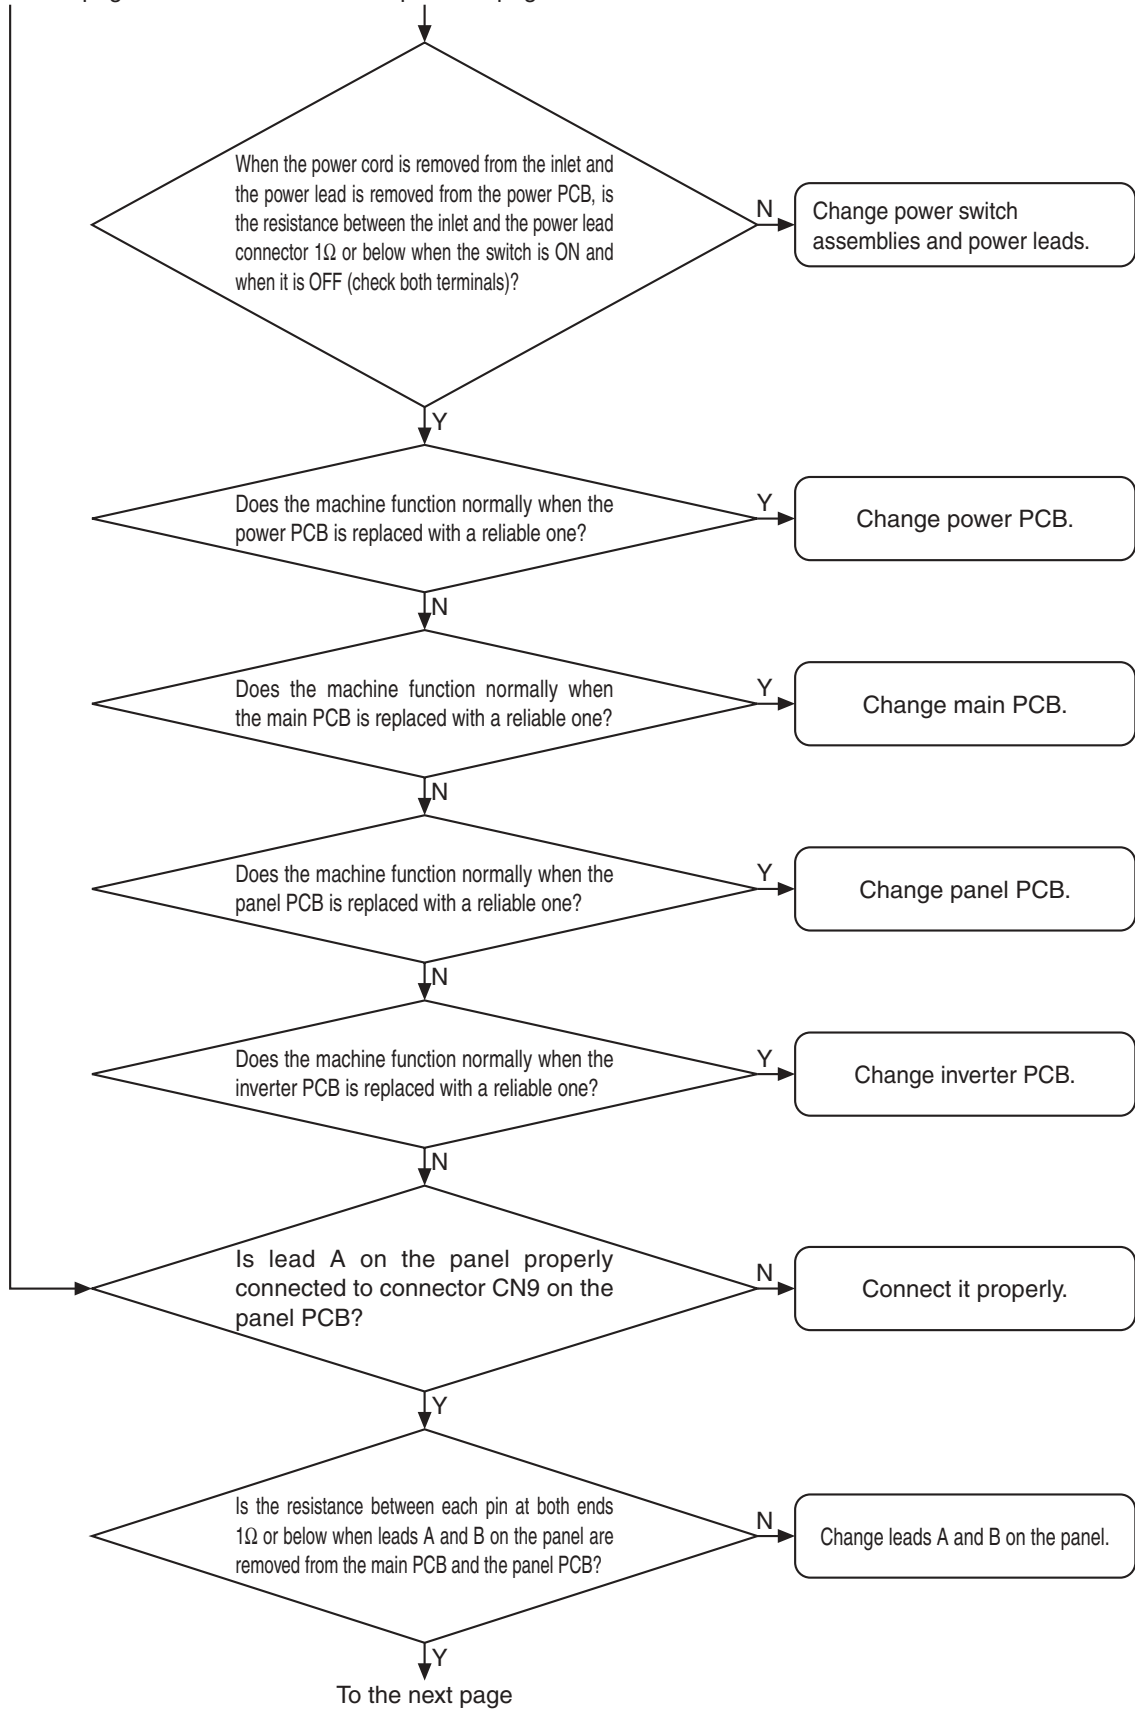 When the power cord is removed from the inlet and
the power lead is removed from the power PCB, is
the resistance between the inlet and the power lead
connector 1Ω or below when the switch is ON and
when it is OFF (check both terminals)?
N
Change power switch
assemblies and power leads.
Y
Does the machine function normally when the
power PCB is replaced with a reliable one?
Y
Change power PCB.
N
Does the machine function normally when
the main PCB is replaced with a reliable one?
Y
Change main PCB.
N
Does the machine function normally when the
panel PCB is replaced with a reliable one?
Y
Change panel PCB.
N
Does the machine function normally when the
inverter PCB is replaced with a reliable one?
Y
Change inverter PCB.
N
Is lead A on the panel properly
connected to connector CN9 on the
panel PCB?
N
Connect it properly.
Y
Is the resistance between each pin at both ends
1Ω or below when leads A and B on the panel are
removed from the main PCB and the panel PCB?
N
Change leads A and B on the panel.
Y
To the next page